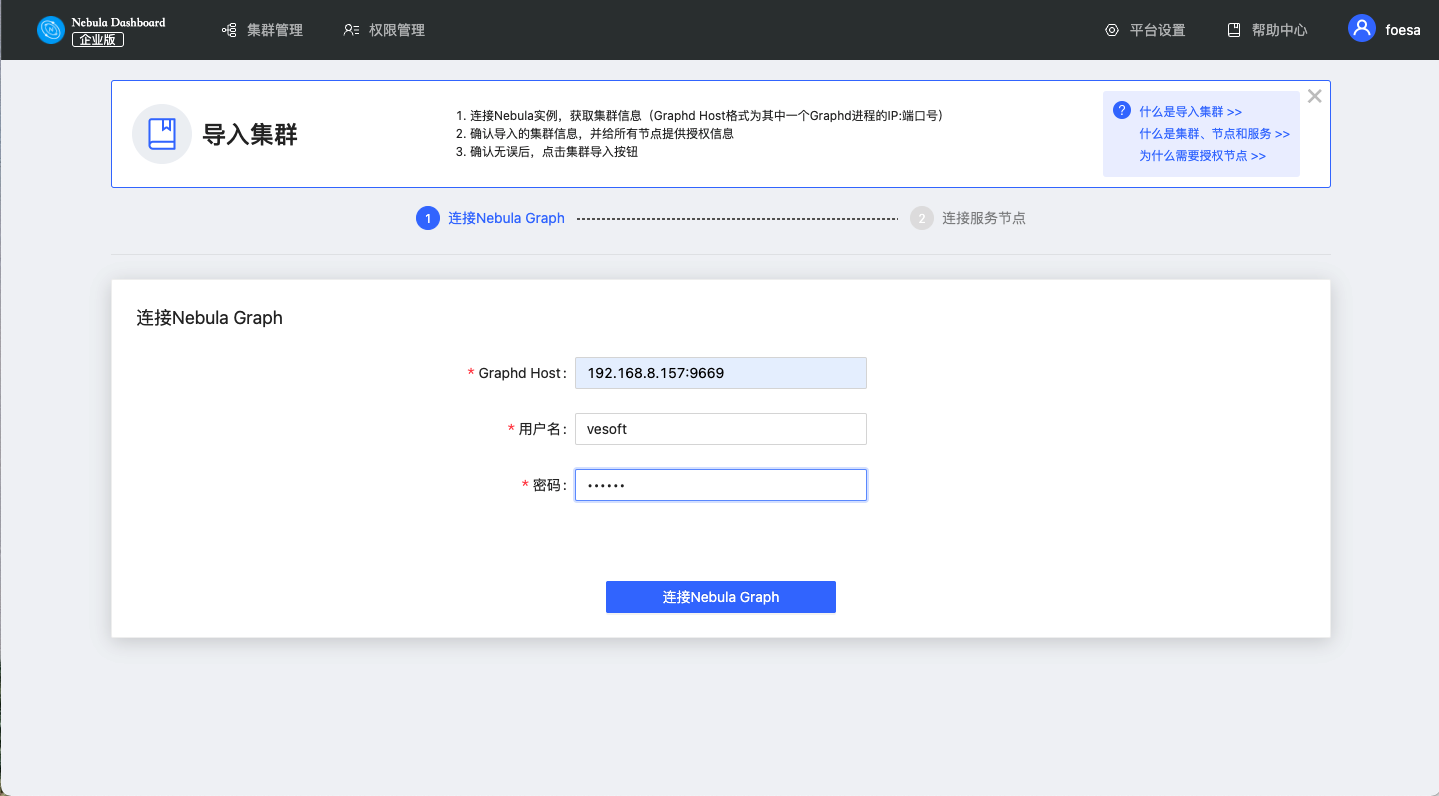 Nebula Dashboard
企业版
集群管理
权限管理
平台设置
帮助中心
foesa
导入集群
1. 连接Nebula实例，获取集群信息（Graphd Host格式为其中一个Graphd进程的IP:端口号）
2. 确认导入的集群信息，并给所有节点提供授权信息
3. 确认无误后，点击集群导入按钮
? 什么是导入集群 >>
什么是集群、节点和服务 >>
为什么需要授权节点 >>
1 连接Nebula Graph
2 连接服务节点
连接Nebula Graph
* Graphd Host: 192.168.8.157:9669
* 用户名: vesoft
* 密码: ••••••
连接Nebula Graph